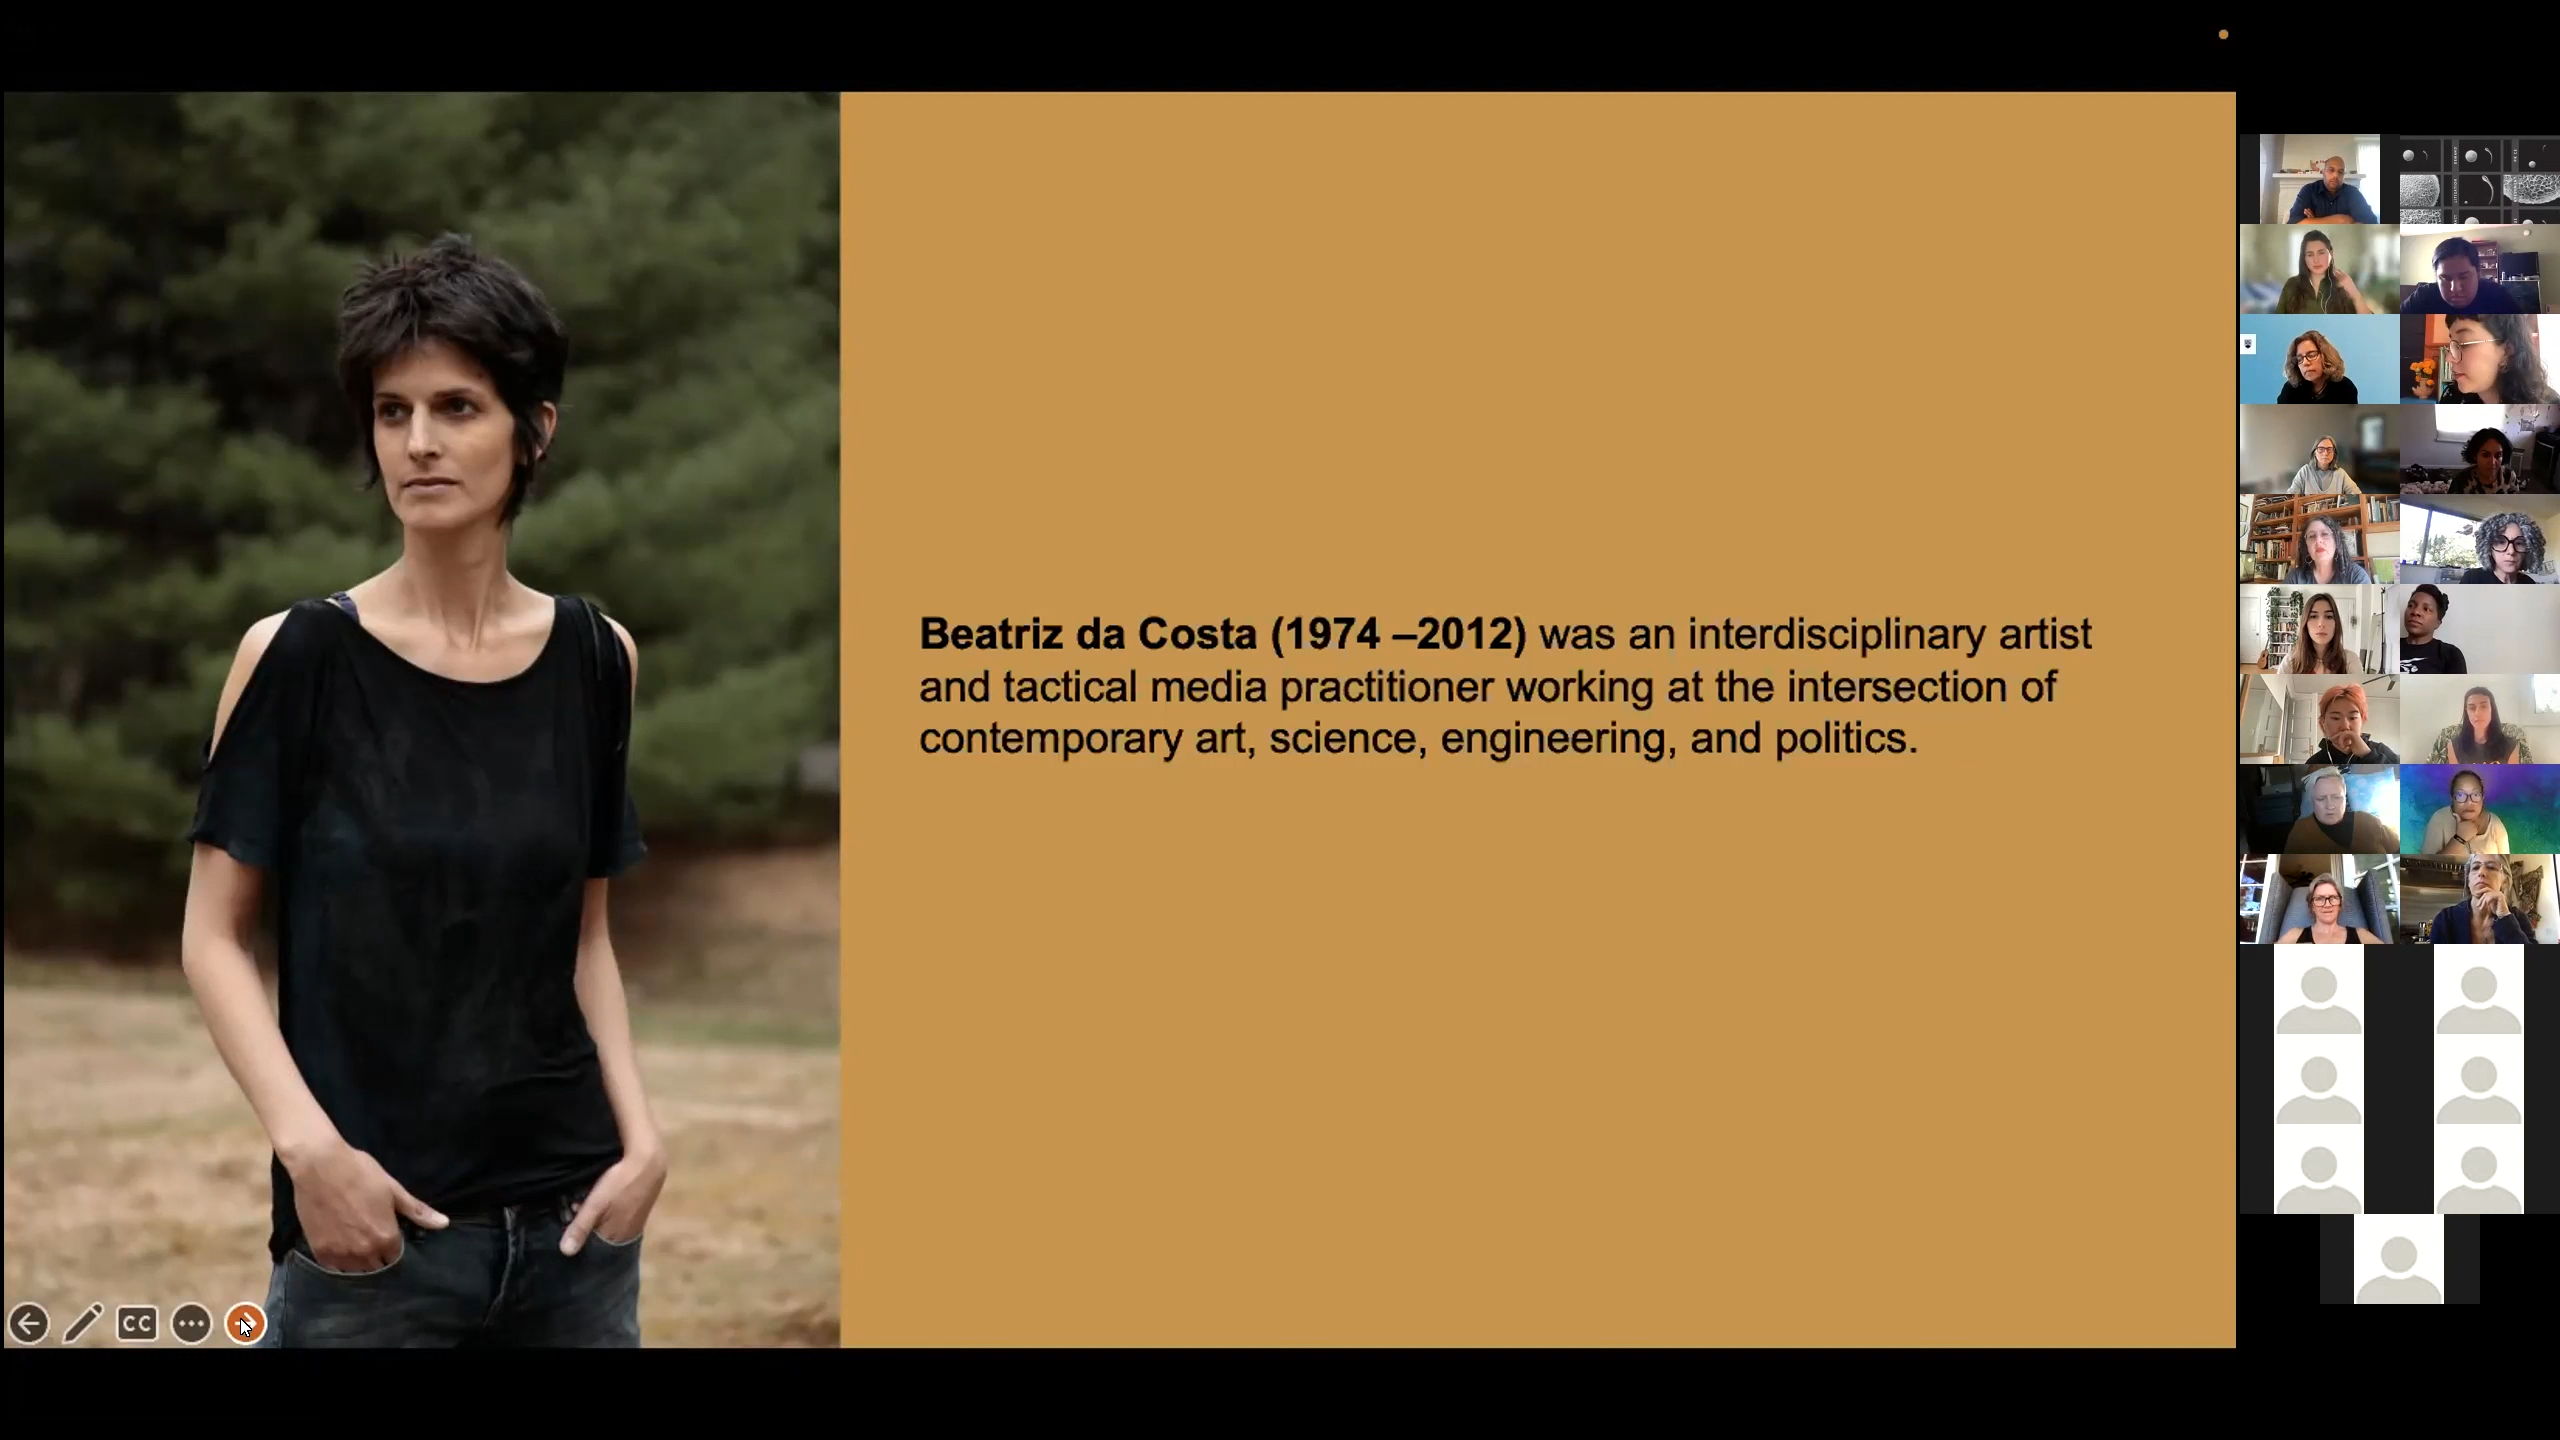 Beatriz da Costa (1974 –2012) was an interdisciplinary artist
and tactical media practitioner working at the intersection of
contemporary art, science, engineering, and politics.
CC